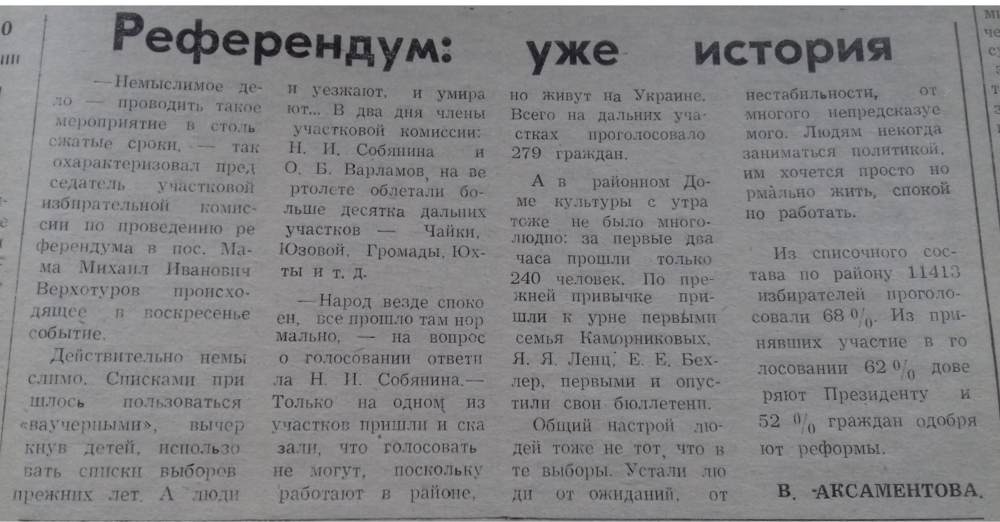 Референдум: уже история
—Немыслимое де-
ло — проводить такое
мероприятие в столь
сжатые сроки, — так
охарактеризовал пред
седатель участковой
избирательной комис-
сии по проведению ре
ферендума в пос. Ма-
ма Михаил Иванович
Верхотуров происхо-
дящее в воскресенье
событие.
Действительно немы
слимо. Списками при
шлось пользоваться
«ваучерными», вычер
кнув детей, использо
вать списки выборов
прежних лет. А люди
и уезжают, и умира
ют... В два дня члены
участковой комиссии:
Н. И. Собянина и
О. Б. Варламов, на ве
ртолете облетали бо-
льше десятка дальних
участков — Чайки,
Юзовой, Громады, Юх-
ты и т. д.
—Народ везде споко
ен, все прошло там нор
мально, — на вопрос
о голосовании ответи
ла Н. И. Собянина.—
Только на одном из
участков пришли и ска
зали, что голосовать
не могут, поскольку
работают в районе,
но живут на Украине.
Всего на дальних уча-
стках проголосовало
279 граждан.
А в районном До-
ме культуры с утра
тоже не было много-
людно: за первые два
часа прошли только
240 человек. По пре-
жней привычке при-
шли к урне первыми
семья Каморниковых,
Я. Я. Ленц, Е. Е. Бех-
лер, первыми и опус-
тили свои бюллетени.
Общий настрой лю-
дей тоже не тот, что в
те выборы. Устали лю
ди от ожиданий, от
нестабильности, от
многого непредсказуе
мого. Людям некогда
заниматься политикой,
им хочется просто но
рмально жить, спокой
но работать.
Из списочного сос-
тава по району 11413
избирателей проголо-
совали 68 %. Из при-
нявших участие в го
лосовании 62 % дове
ряют Президенту и
52 % граждан одобря
ют реформы.
В. АКСАМЕНТОВА.